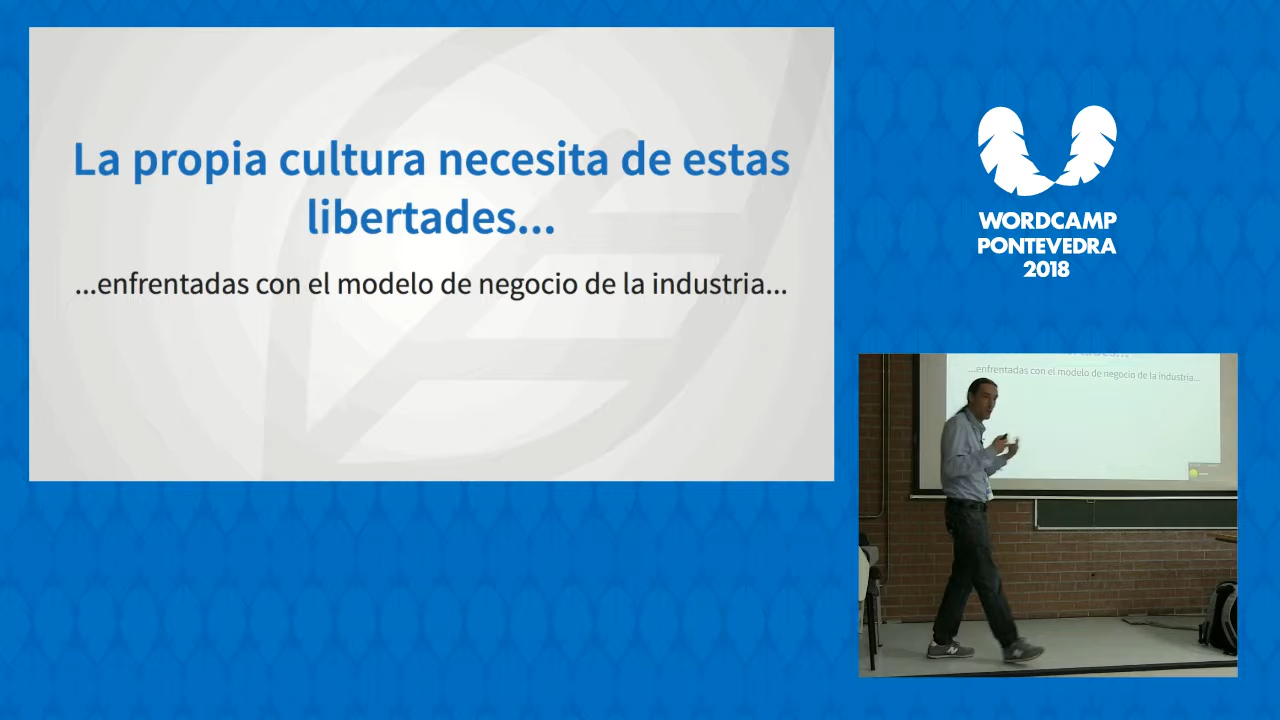 La propia cultura necesita de estas
libertades...
...enfrentadas con el modelo de negocio de la industria...
WORDCAMP
PONTEVEDRA
2018
...enfrentadas con el modelo de negocio de la industria...